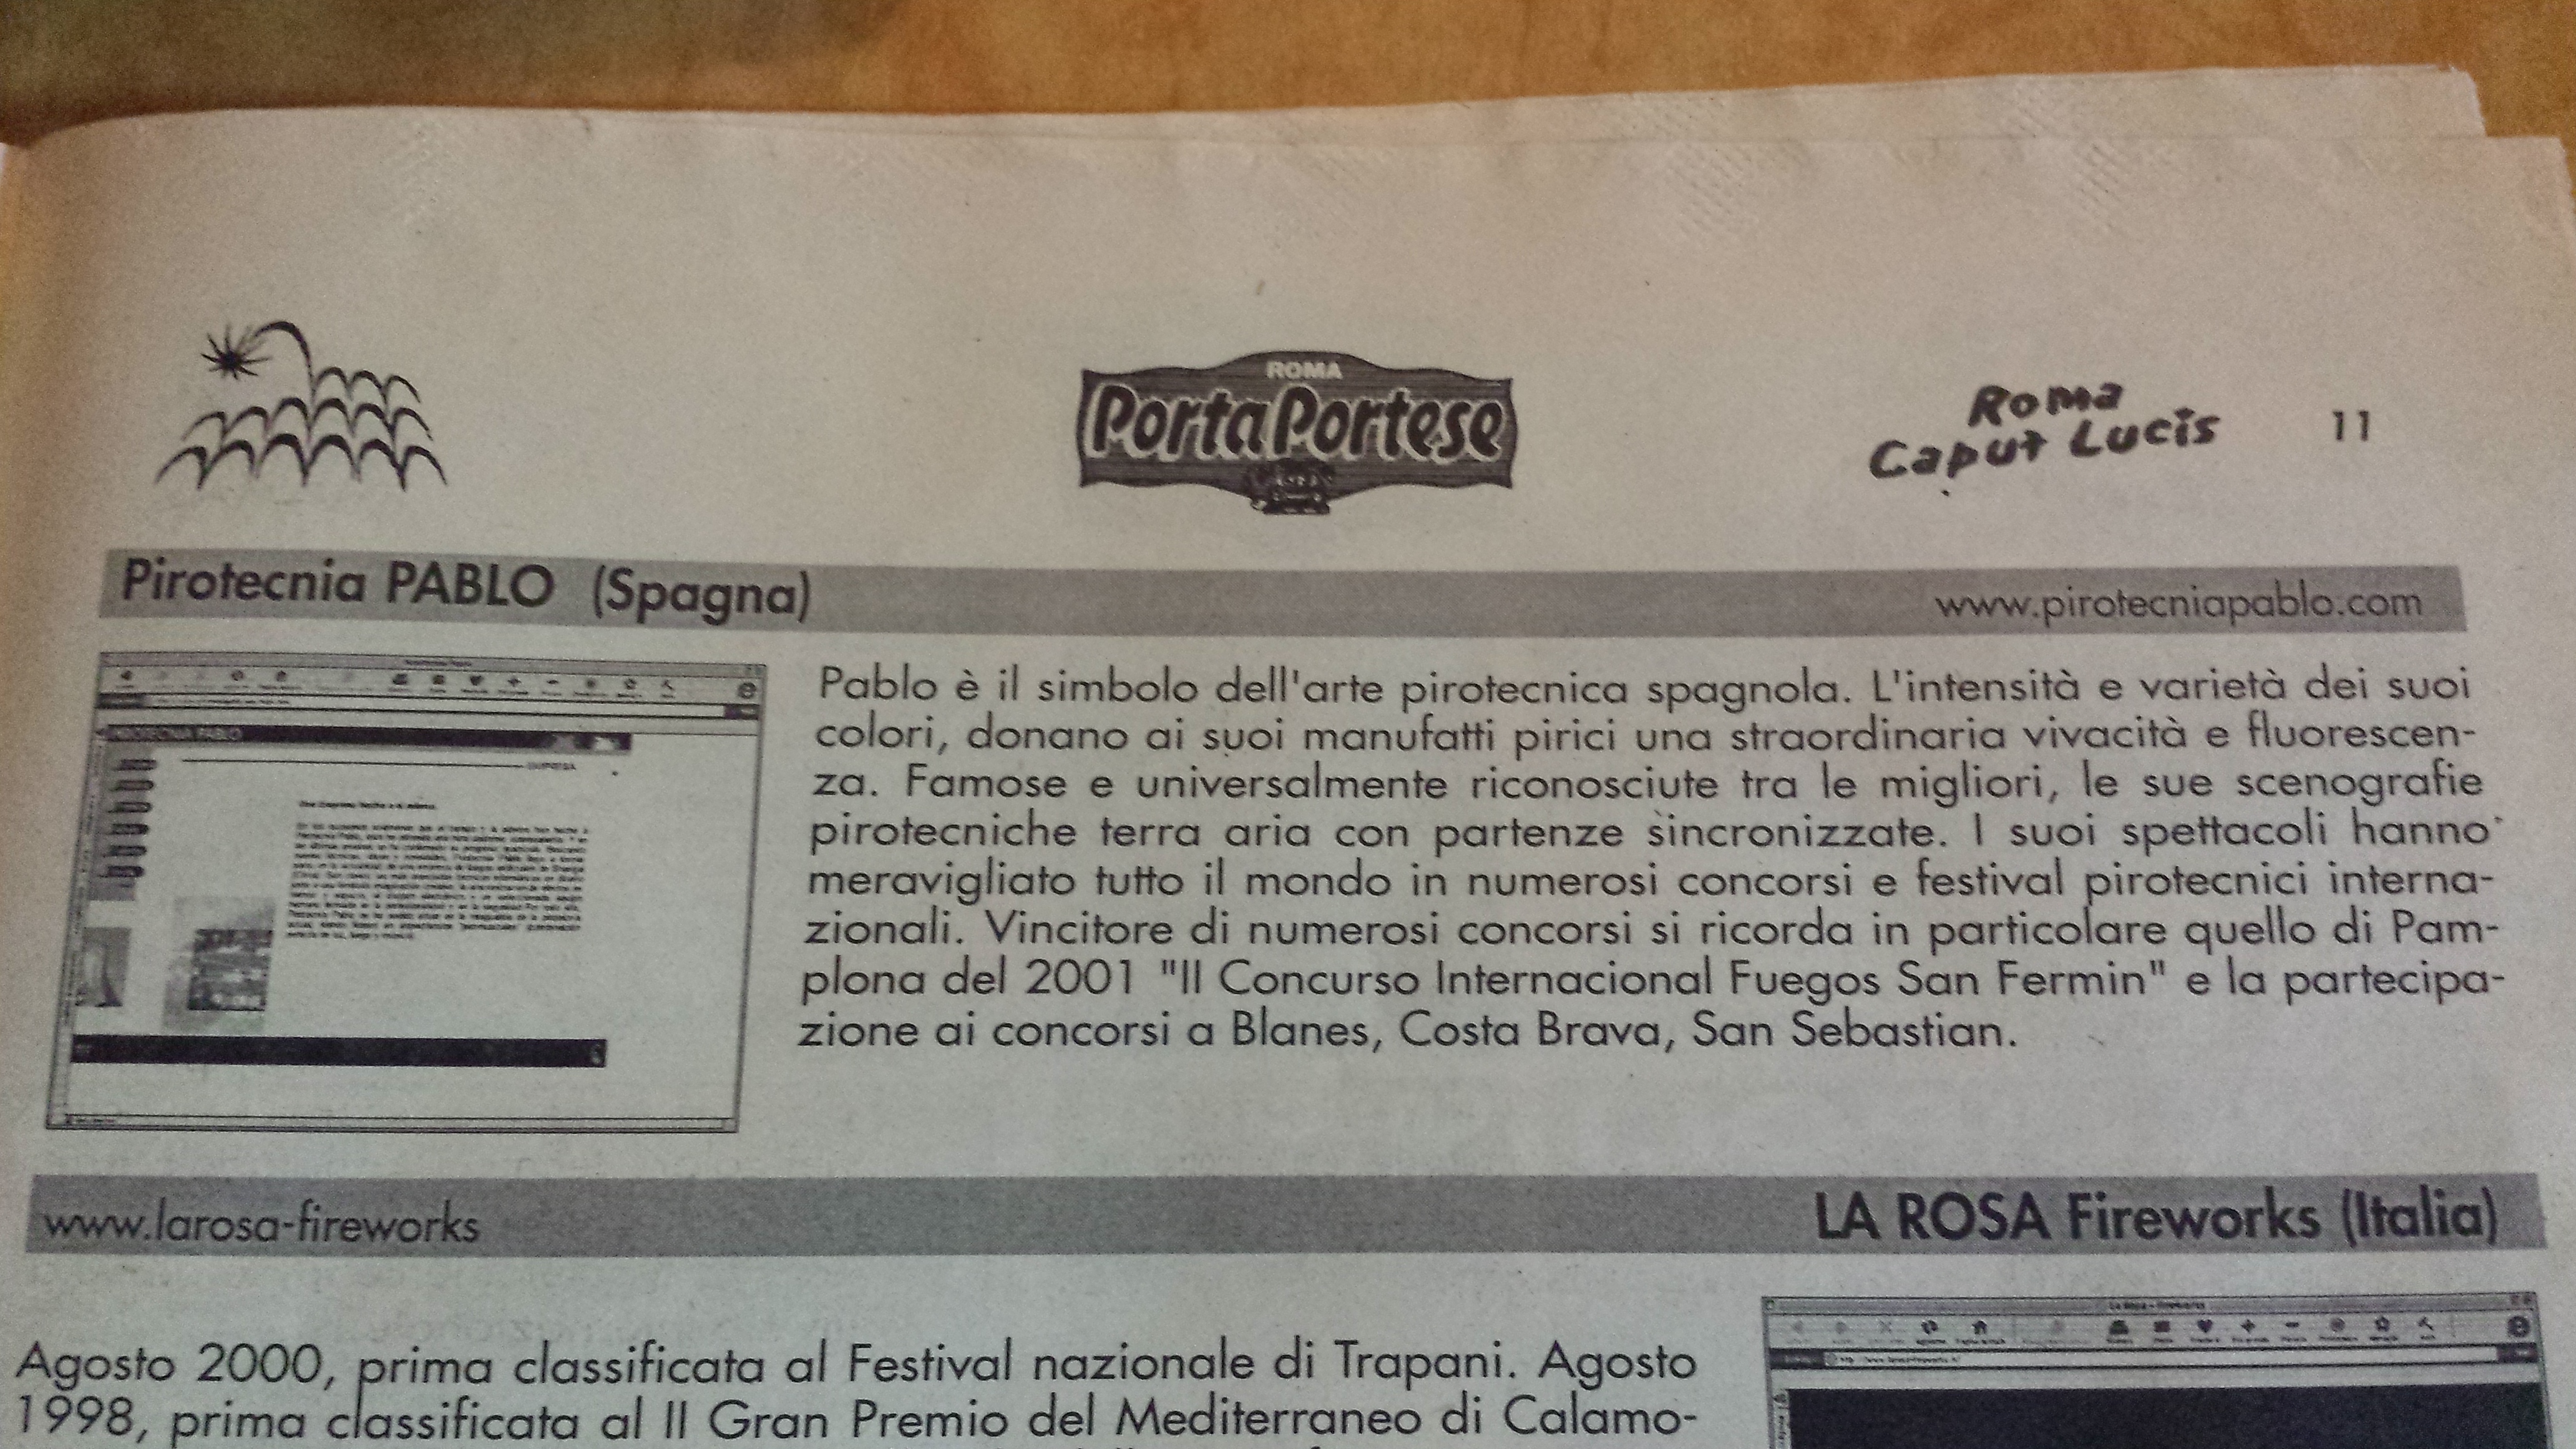 ROMA
Porta Portese
Roma
Caput Lucis
11
Pirotecnia PABLO (Spagna)
www.pirotecniapablo.com
PIROTECNIA PABLO
Pablo è il simbolo dell'arte pirotecnica spagnola. L'intensità e varietà dei suoi
colori, donano ai suoi manufatti pirici una straordinaria vivacità e fluorescen-
za. Famose e universalmente riconosciute tra le migliori, le sue scenografie
pirotecniche terra aria con partenze sincronizzate. I suoi spettacoli hanno
meravigliato tutto il mondo in numerosi concorsi e festival pirotecnici interna-
zionali. Vincitore di numerosi concorsi si ricorda in particolare quello di Pam-
plona del 2001 "II Concurso Internacional Fuegos San Fermin" e la partecipa-
zione ai concorsi a Blanes, Costa Brava, San Sebastian.
www.larosa-fireworks
LA ROSA Fireworks (Italia)
Agosto 2000, prima classificata al Festival nazionale di Trapani. Agosto
1998, prima classificata al II Gran Premio del Mediterraneo di Calamo-